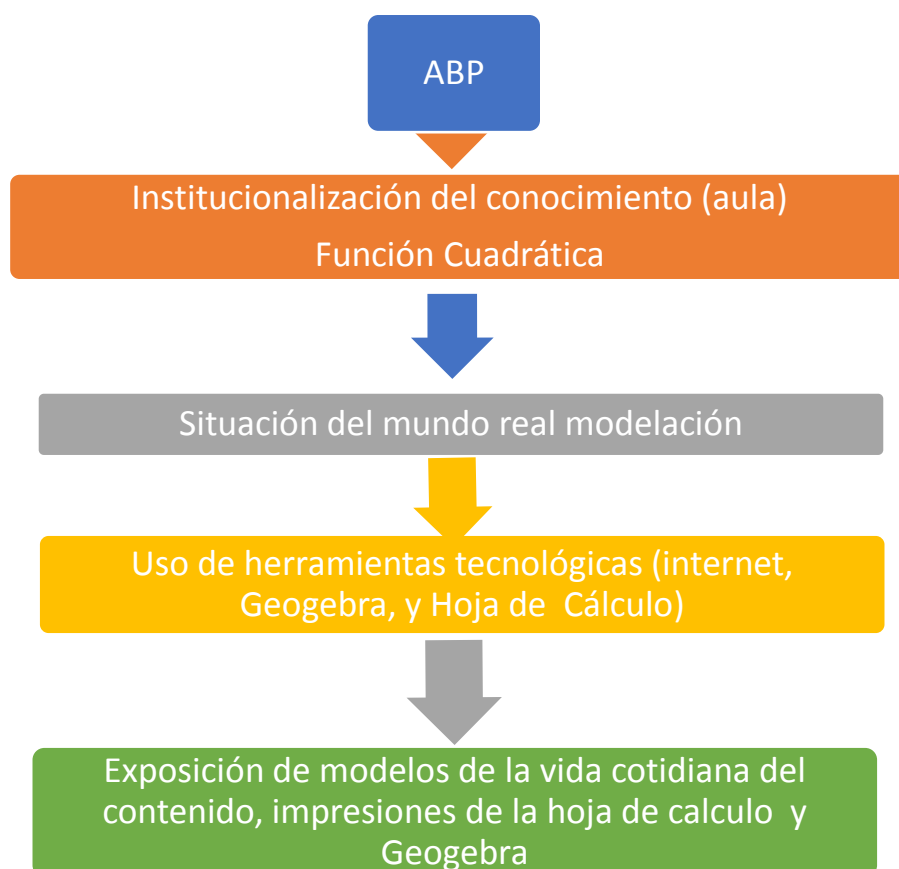 ABP
Institucionalización del conocimiento (aula)
Función Cuadrática
Situación del mundo real modelación
Uso de herramientas tecnológicas (internet,
Geogebra, y Hoja de Cálculo)
Exposición de modelos de la vida cotidiana del
contenido, impresiones de la hoja de calculo y
Geogebra